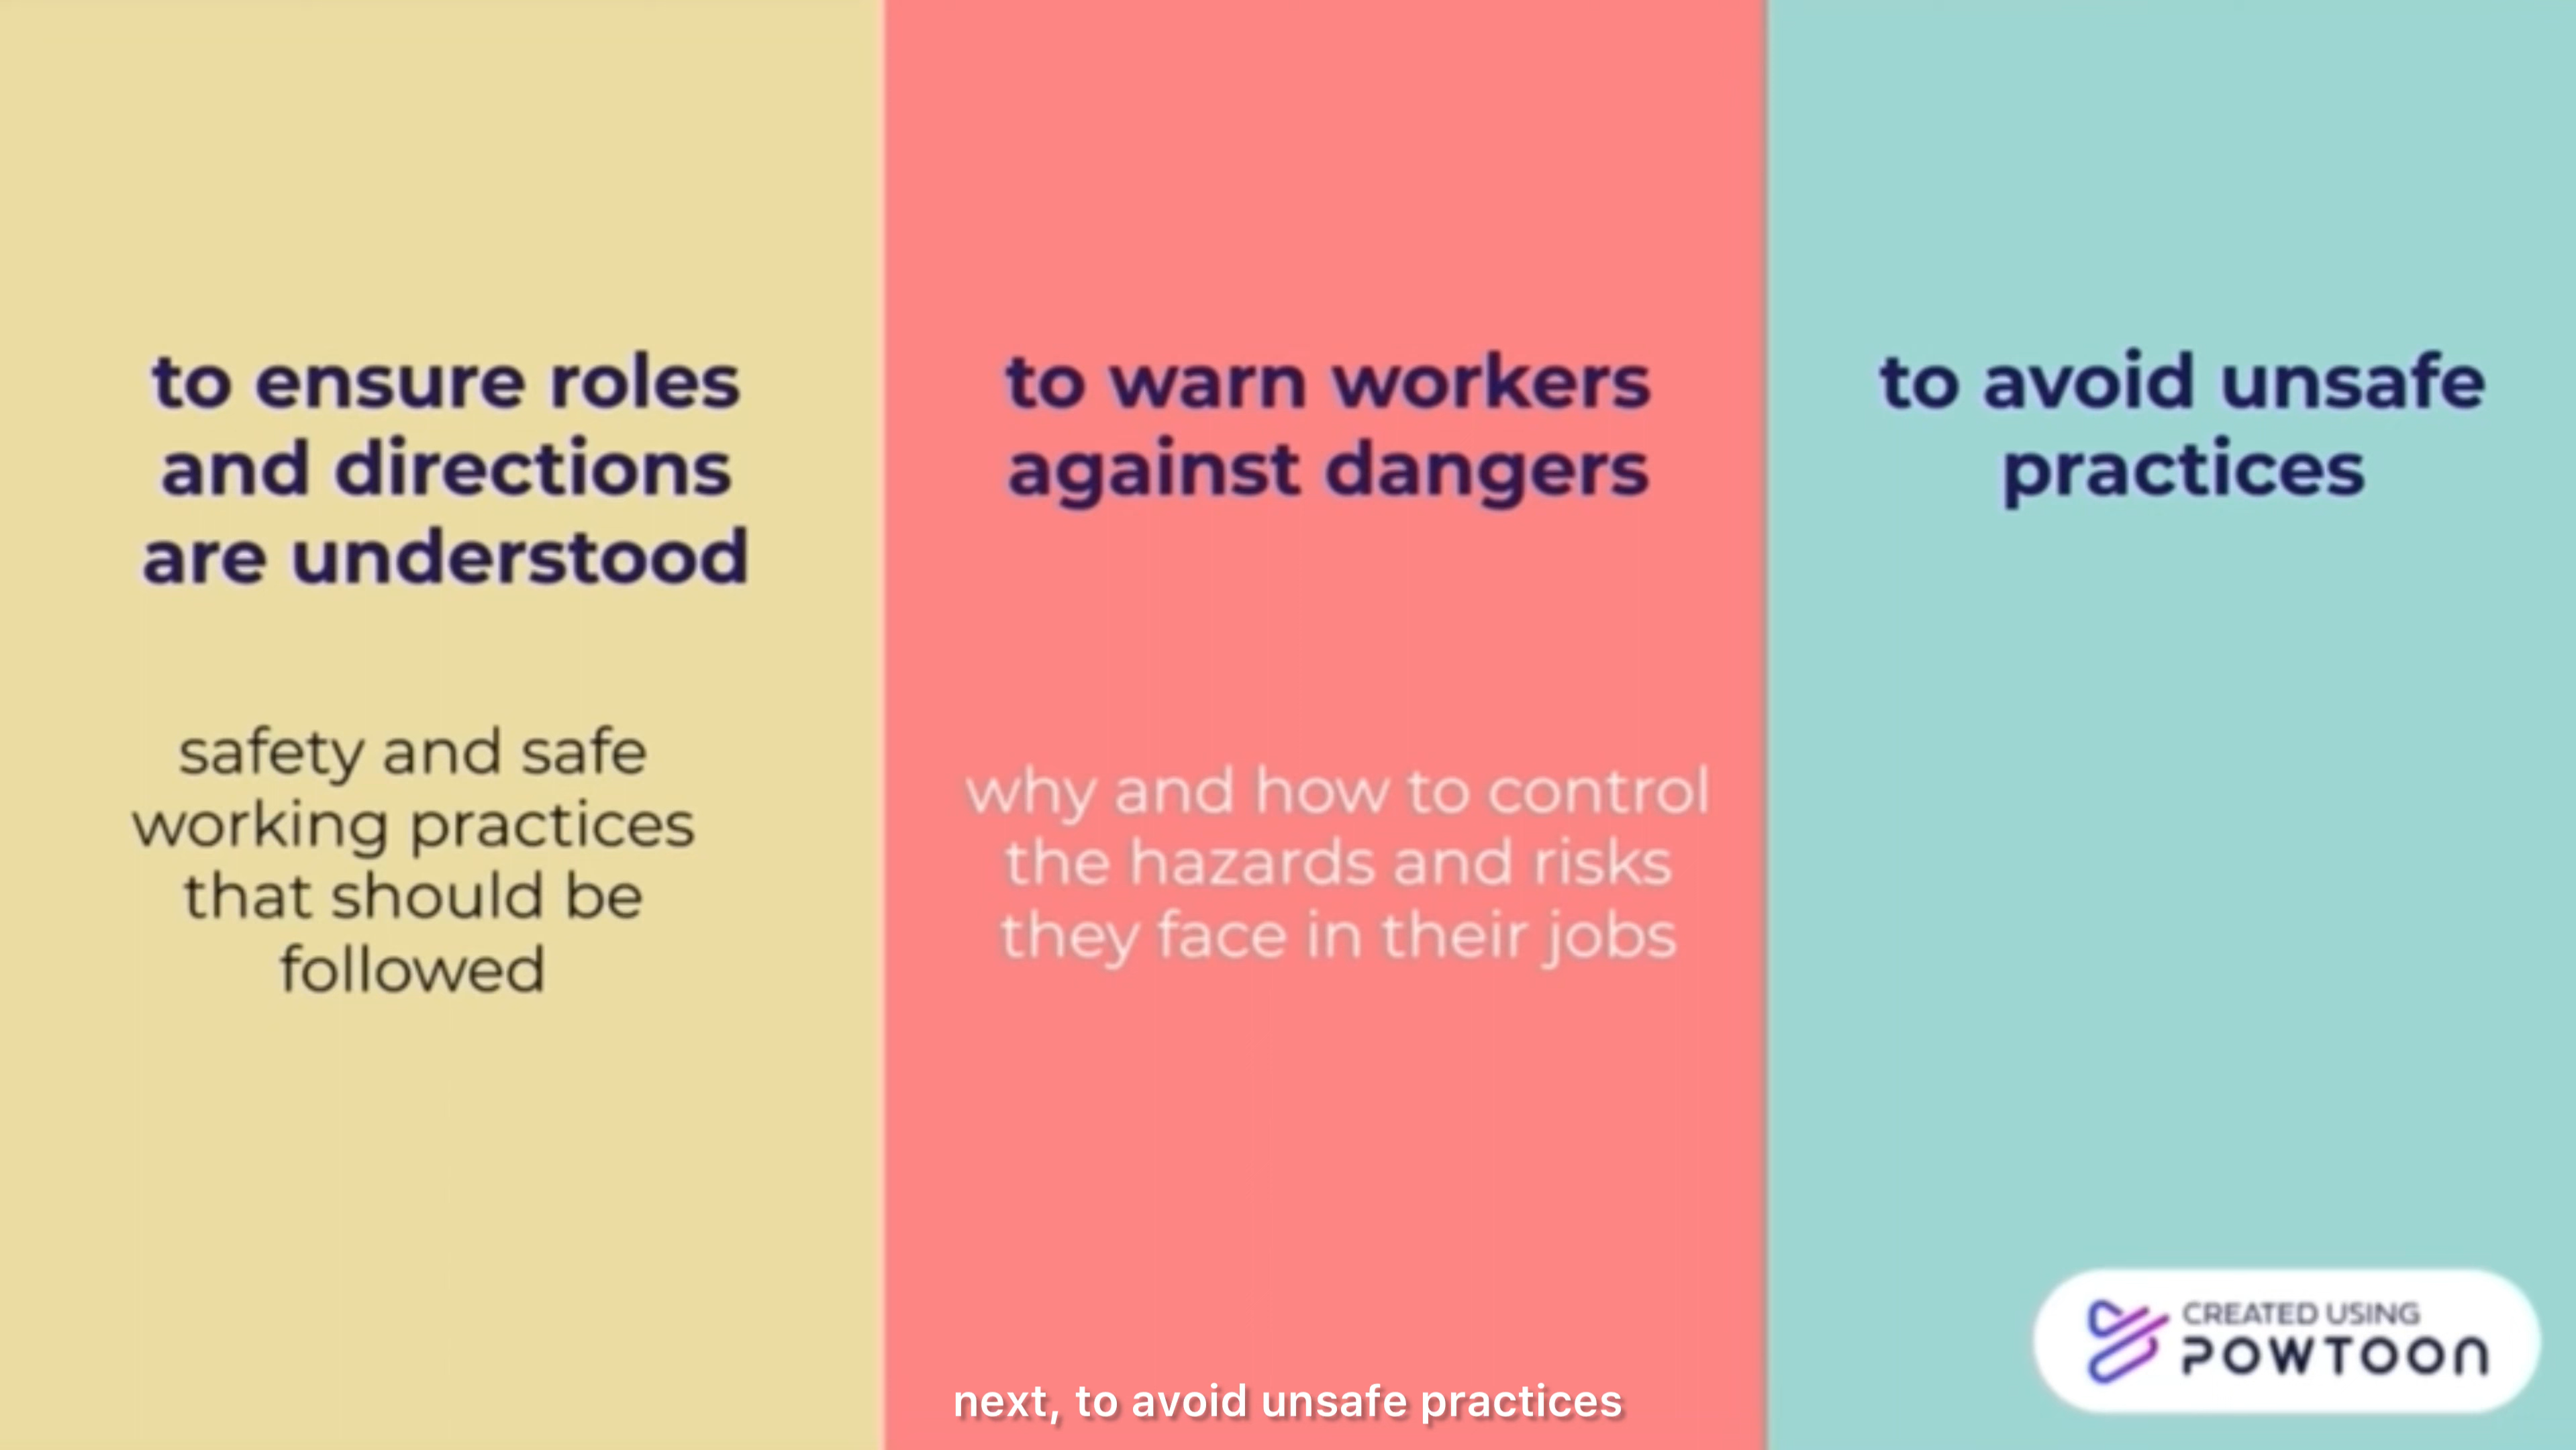 to ensure roles
and directions
are understood
safety and safe
working practices
that should be
followed
to warn workers
against dangers
why and how to control
the hazards and risks
they face in their jobs
to avoid unsafe
practices
CREATED USING
POWTOON
next, to avoid unsafe practices